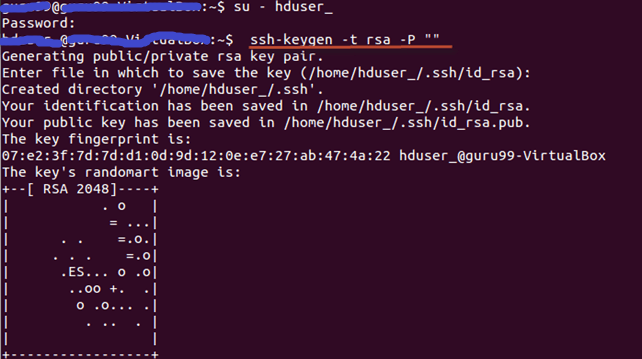 :~$ su - hduser_
Password:
:~$ ssh-keygen -t rsa -P ""
Generating public/private rsa key pair.
Enter file in which to save the key (/home/hduser_/.ssh/id_rsa):
Created directory '/home/hduser_/.ssh'.
Your identification has been saved in /home/hduser_/.ssh/id_rsa.
Your public key has been saved in /home/hduser_/.ssh/id_rsa.pub.
The key fingerprint is:
07:e2:3f:7d:7d:d1:0d:9d:12:0e:e7:27:ab:47:4a:22 hduser_@guru99-VirtualBox
The key's randomart image is:
+--[ RSA 2048]----+
|            . o   |
|             = ...|
|      . .    =.o.|
|     . . .    =.o|
|      .ES... o .o|
|       ..oo +.  .|
|        o .o... .|
|         . ..  . |
|                 |
+-----------------+